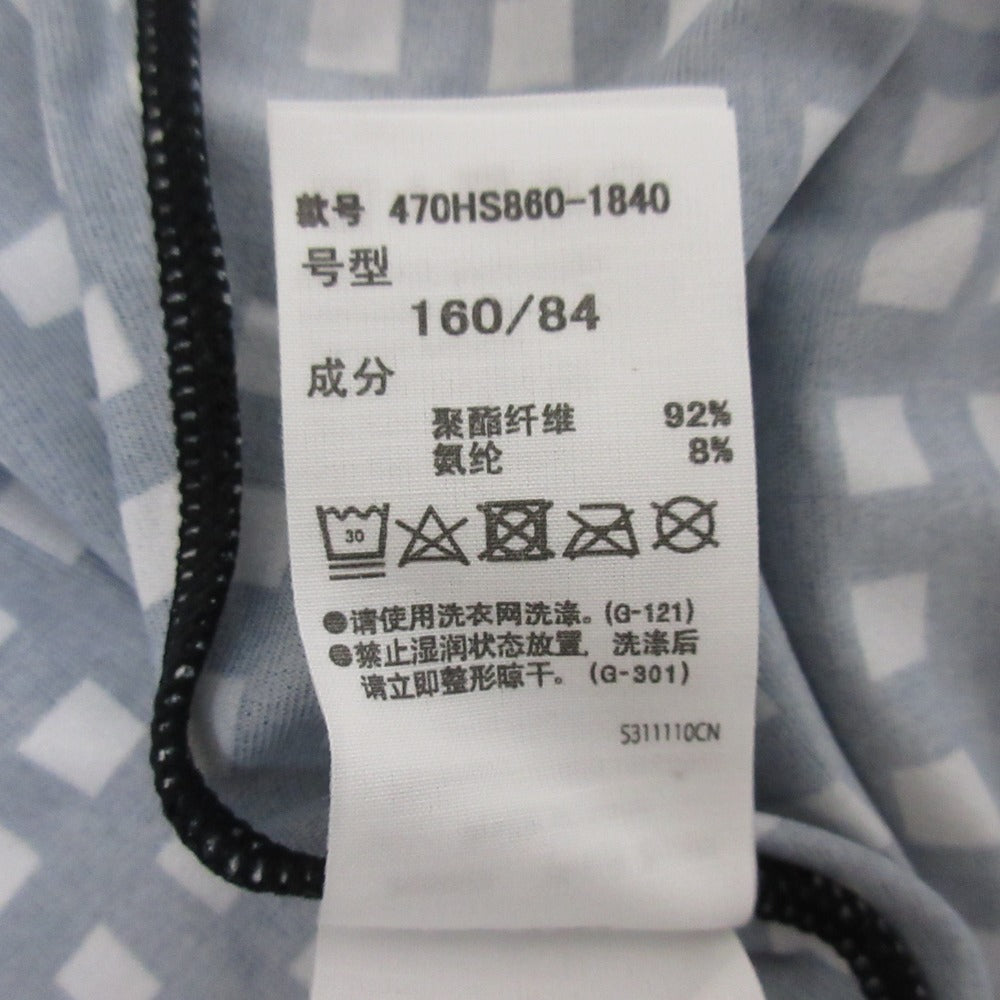 款号 470HS860-1840
号型
160/84
成分
聚酯纤维 92%
氨纶 8%
30
●请使用洗衣网洗涤。(G-121)
●禁止湿润状态放置，洗涤后
请立即整形晾干。(G-301)
S311110CN